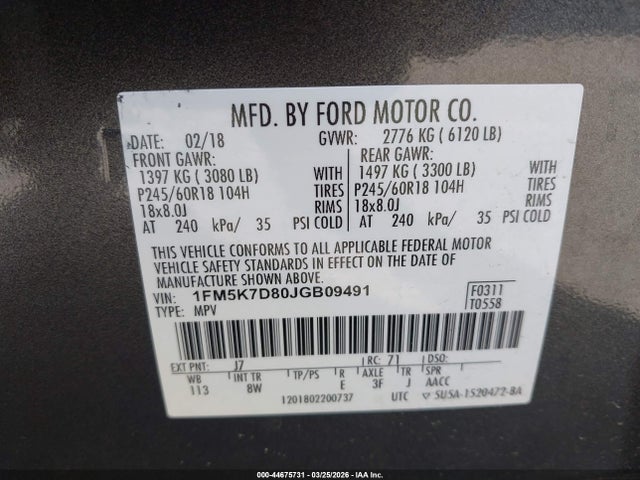 MFD. BY FORD MOTOR CO.
DATE: 02/18 GVWR: 2776 KG ( 6120 LB)
FRONT GAWR: REAR GAWR:
1397 KG ( 3080 LB) WITH 1497 KG ( 3300 LB) WITH
P245/60R18 104H TIRES P245/60R18 104H TIRES
18x8.0J RIMS 18x8.0J RIMS
AT 240 kPa/ 35 PSI COLD AT 240 kPa/ 35 PSI COLD
THIS VEHICLE CONFORMS TO ALL APPLICABLE FEDERAL MOTOR
VEHICLE SAFETY STANDARDS IN EFFECT ON THE DATE OF
MANUFACTURE SHOWN ABOVE.
VIN: 1FM5K7D80JGB09491 F0311
TYPE: MPV T0558
EXT PNT: J7 RC: 71 DSO:
WB INT TR TP/PS R AXLE TR SPR
113 8W E 3F J AACC
1201802200737 UTC 5U5A-1520472-BA
000-44675731 - 03/25/2026 - IAA Inc.